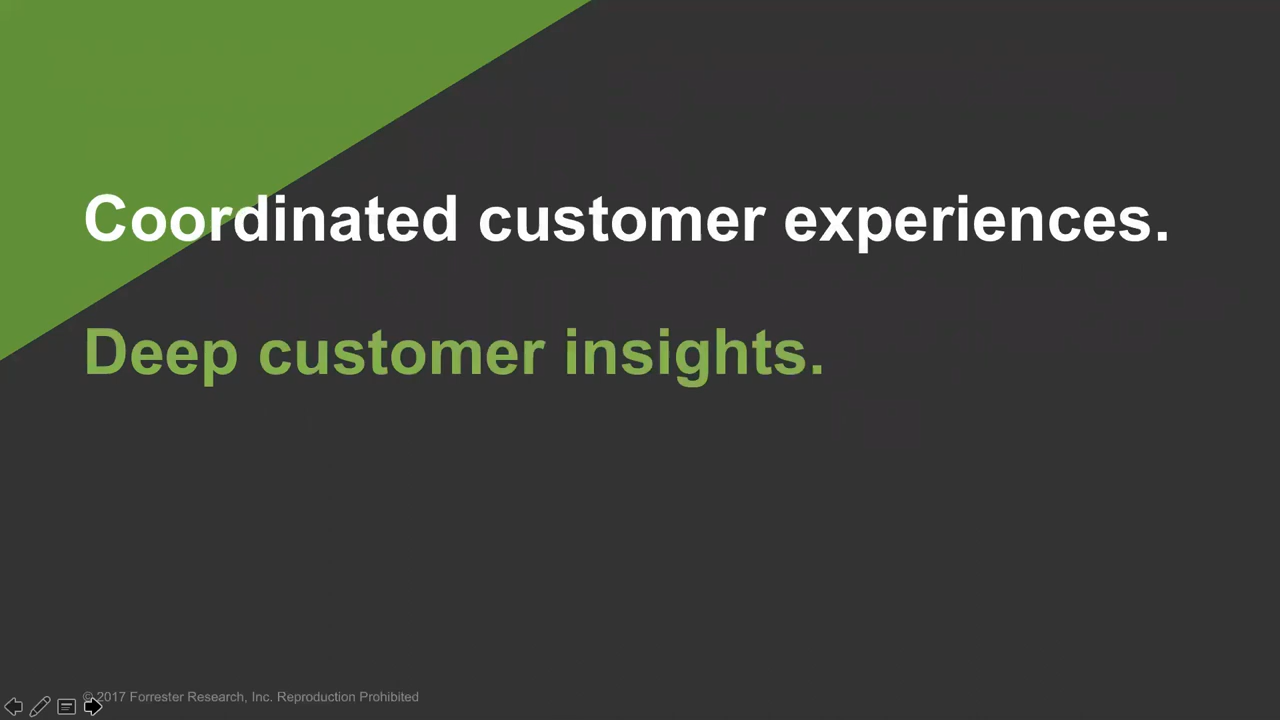 Coordinated customer experiences.
Deep customer insights.
© 2017 Forrester Research, Inc. Reproduction Prohibited